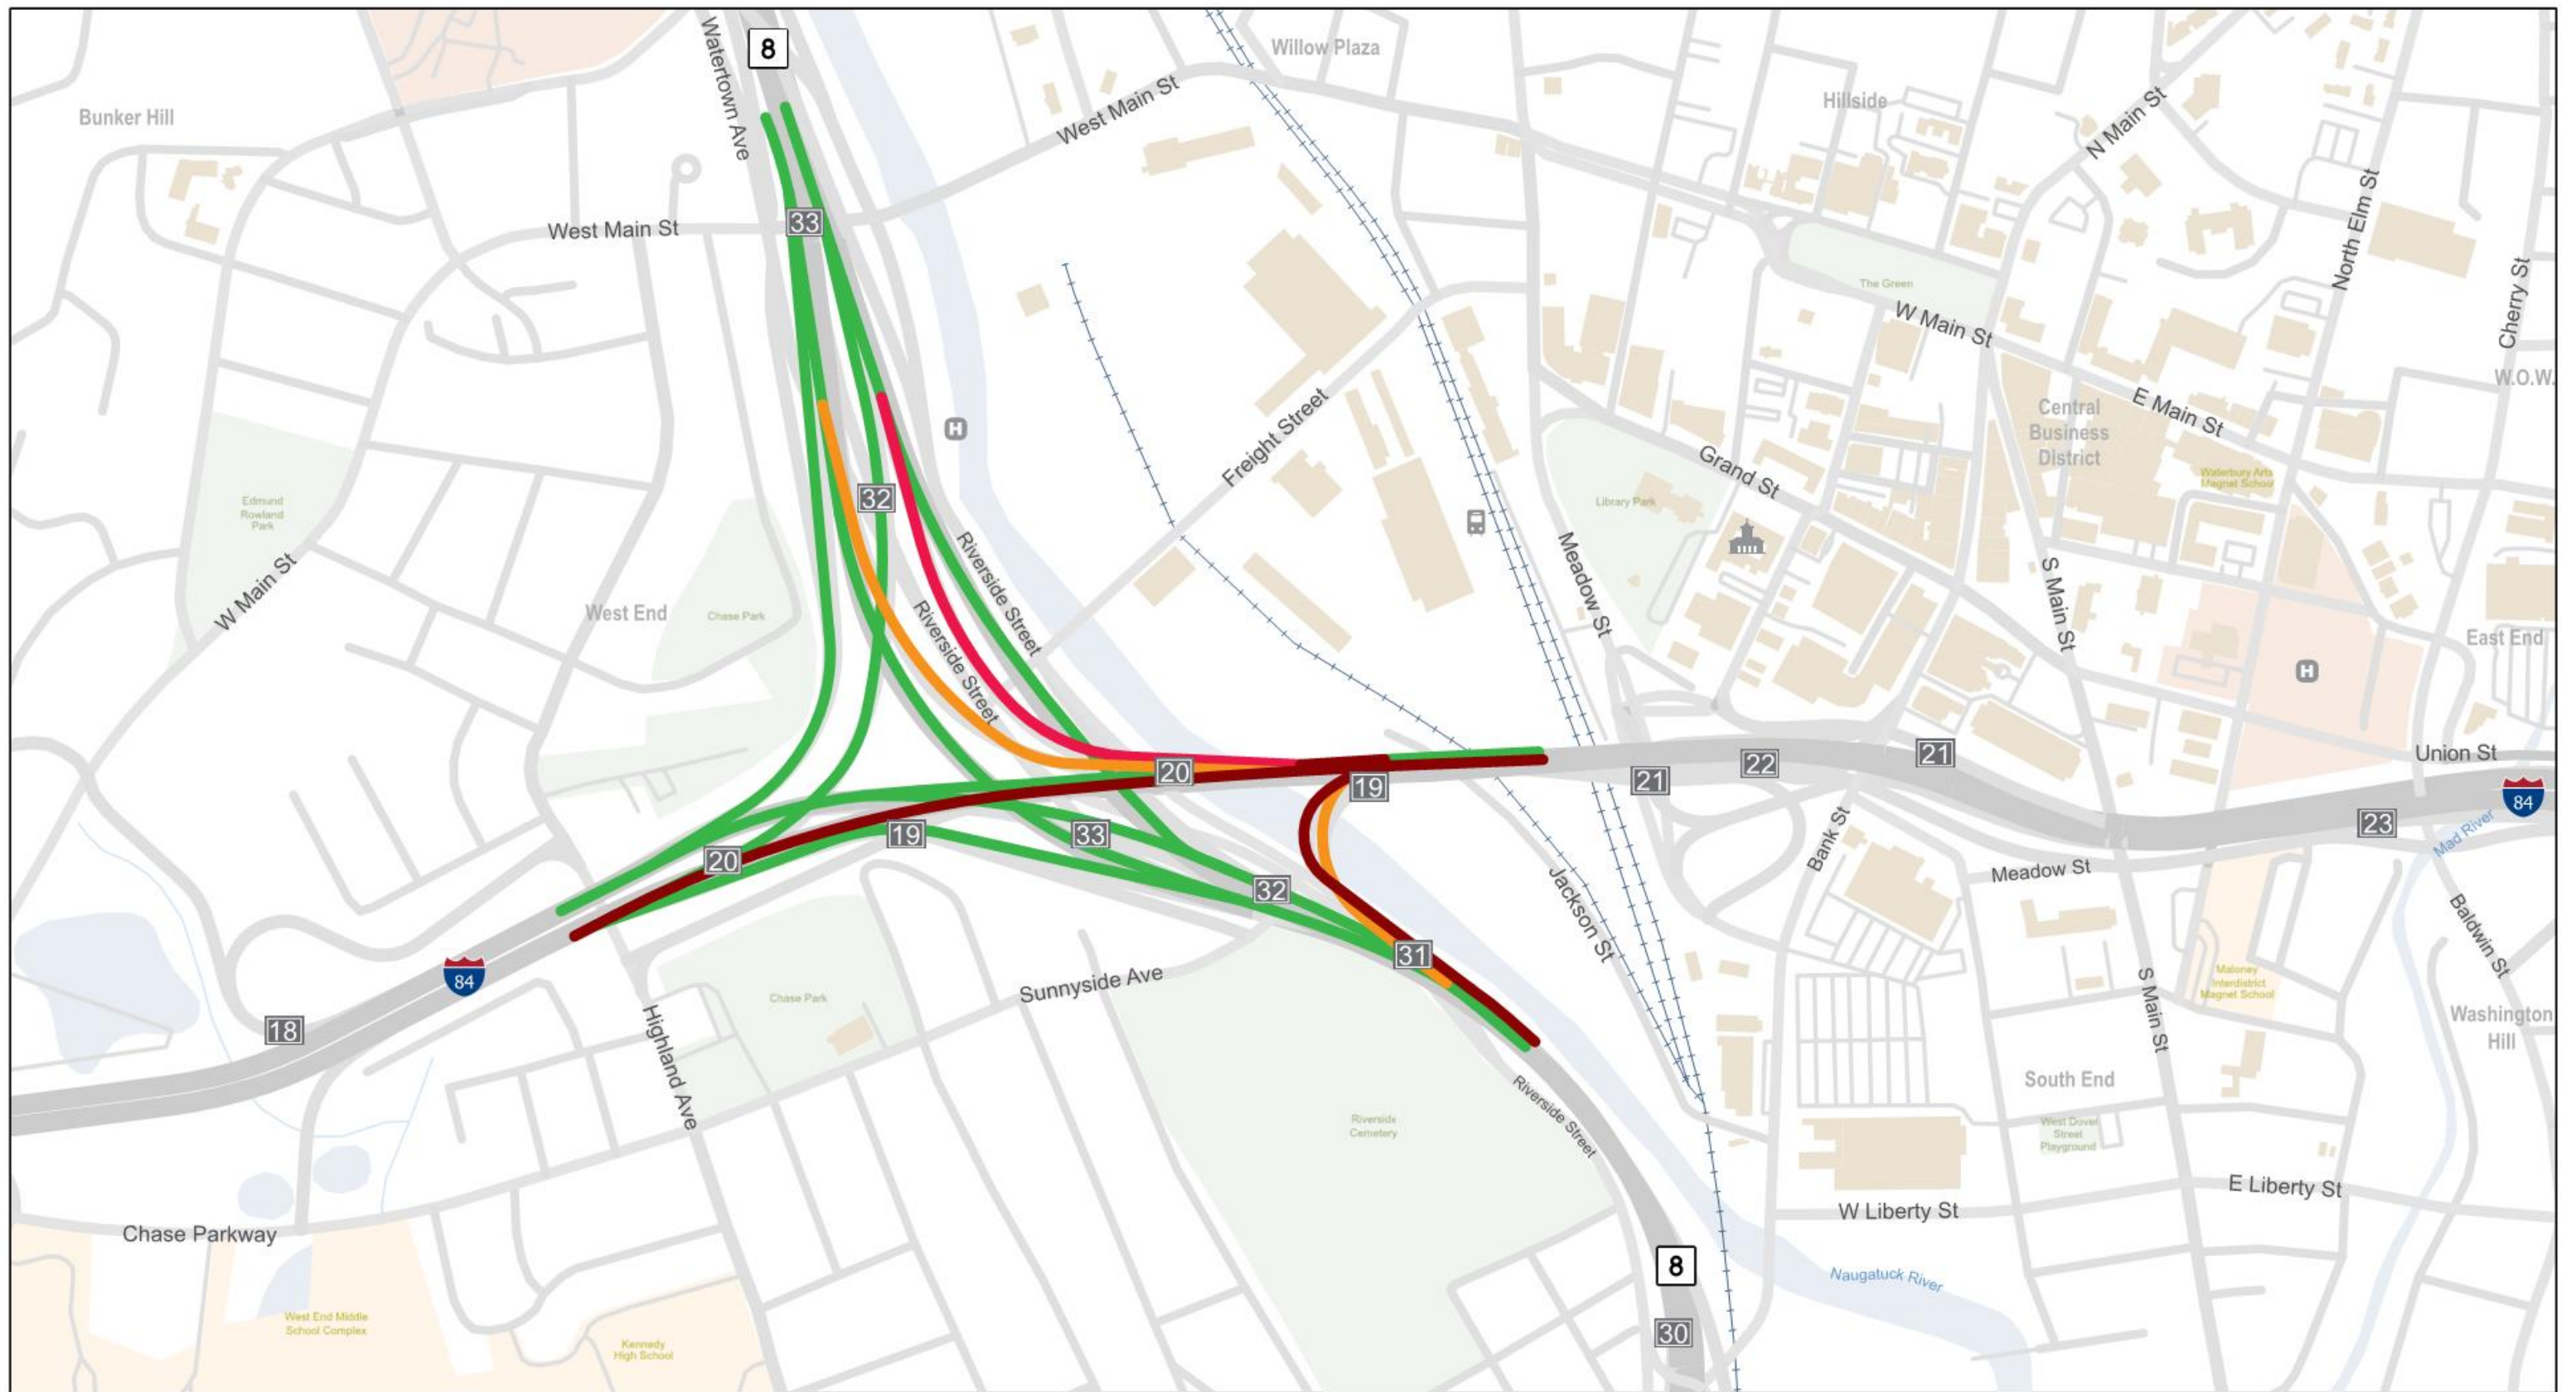 8
Watertown Ave
Willow Plaza
Bunker Hill
West Main St
Hillside
N Main St
North Elm St
33
West Main St
The Green
Cherry St
W Main St
W.O.W.
E Main St
Central
Business
District
H
Freight Street
Grand St
Waterbury Arts
Magnet School
32
Edmund
Rowland
Park
Library Park
Riverside Street
Meadow St
S Main St
W Main St
West End
Chase Park
Riverside Street
East End
H
20
19
21
22
21
Union St
84
23
Mad River
20
19
33
32
Bank St
Meadow St
31
Jackson St
Baldwin St
84
Sunnyside Ave
Chase Park
Maloney
Interdistrict
Magnet School
S Main St
Washington
Hill
18
Highland Ave
South End
Riverside Street
Riverside
Cemetery
West Dover
Street
Playground
E Liberty St
W Liberty St
Chase Parkway
8
Naugatuck River
West End Middle
School Complex
30
Kennedy
High School